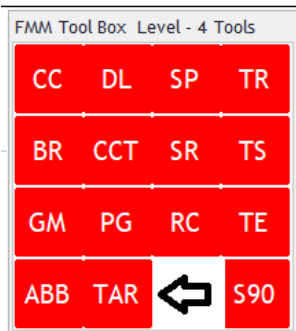 FMM Tool Box Level - 4 Tools
CC DL SP TR
BR CCT SR TS
GM PG RC TE
ABB TAR S90